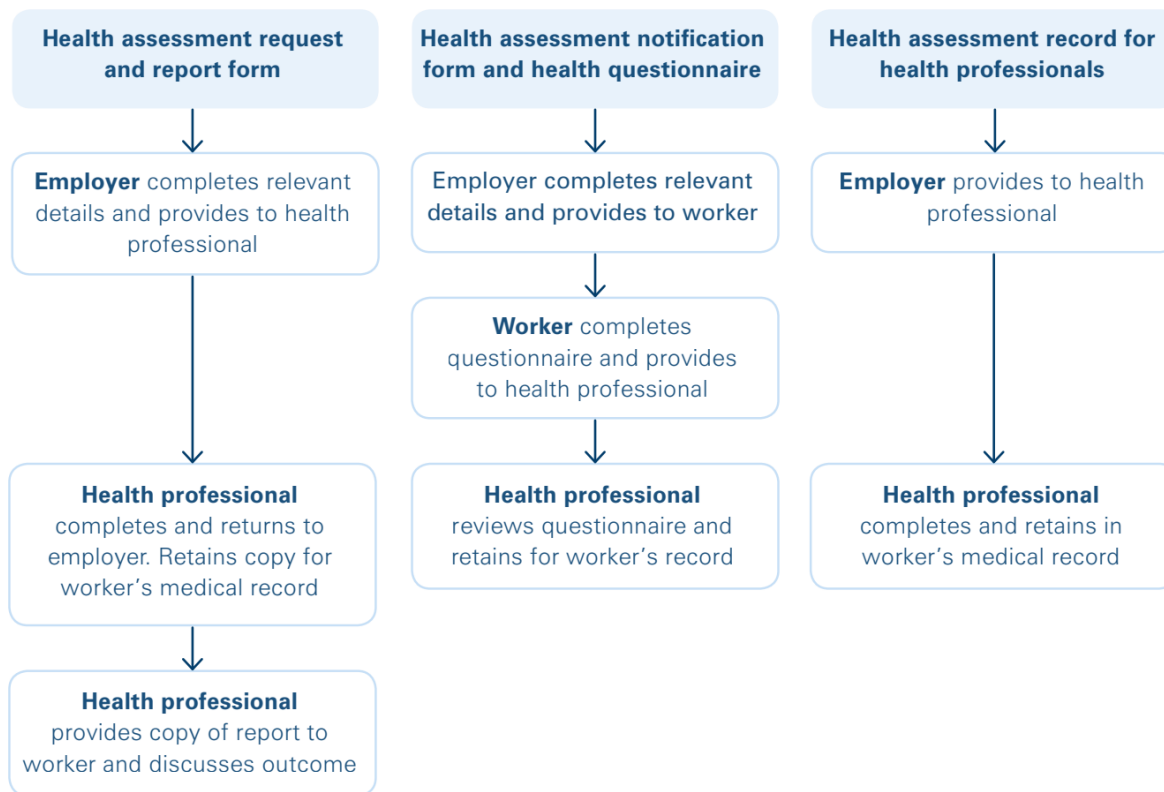 Health assessment request
and report form
Employer completes relevant
details and provides to health
professional
Health professional
completes and returns to
employer. Retains copy for
worker’s medical record
Health professional
provides copy of report to
worker and discusses outcome
Health assessment notification
form and health questionnaire
Employer completes relevant
details and provides to worker
Worker completes
questionnaire and provides
to health professional
Health professional
reviews questionnaire and
retains for worker’s record
Health assessment record for
health professionals
Employer provides to health
professional
Health professional
completes and retains in
worker’s medical record